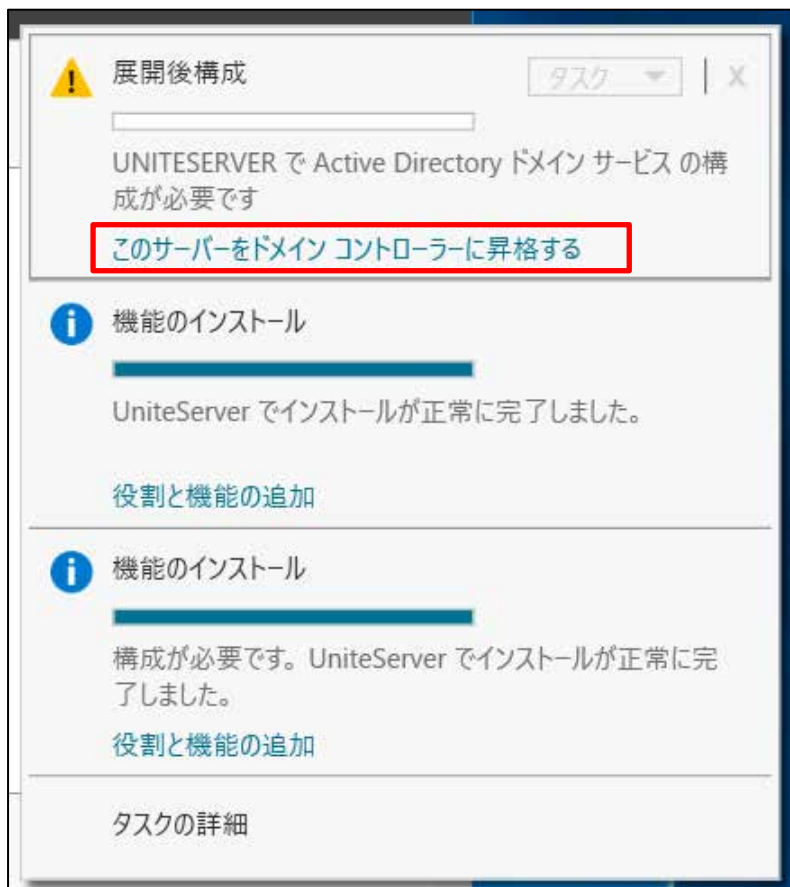 展開後構成
タスク
X
UNITESERVER で Active Directory ドメイン サービス の構
成が必要です
このサーバーをドメイン コントローラーに昇格する
機能のインストール
UniteServer でインストールが正常に完了しました。
役割と機能の追加
機能のインストール
構成が必要です。UniteServer でインストールが正常に完
了しました。
役割と機能の追加
タスクの詳細